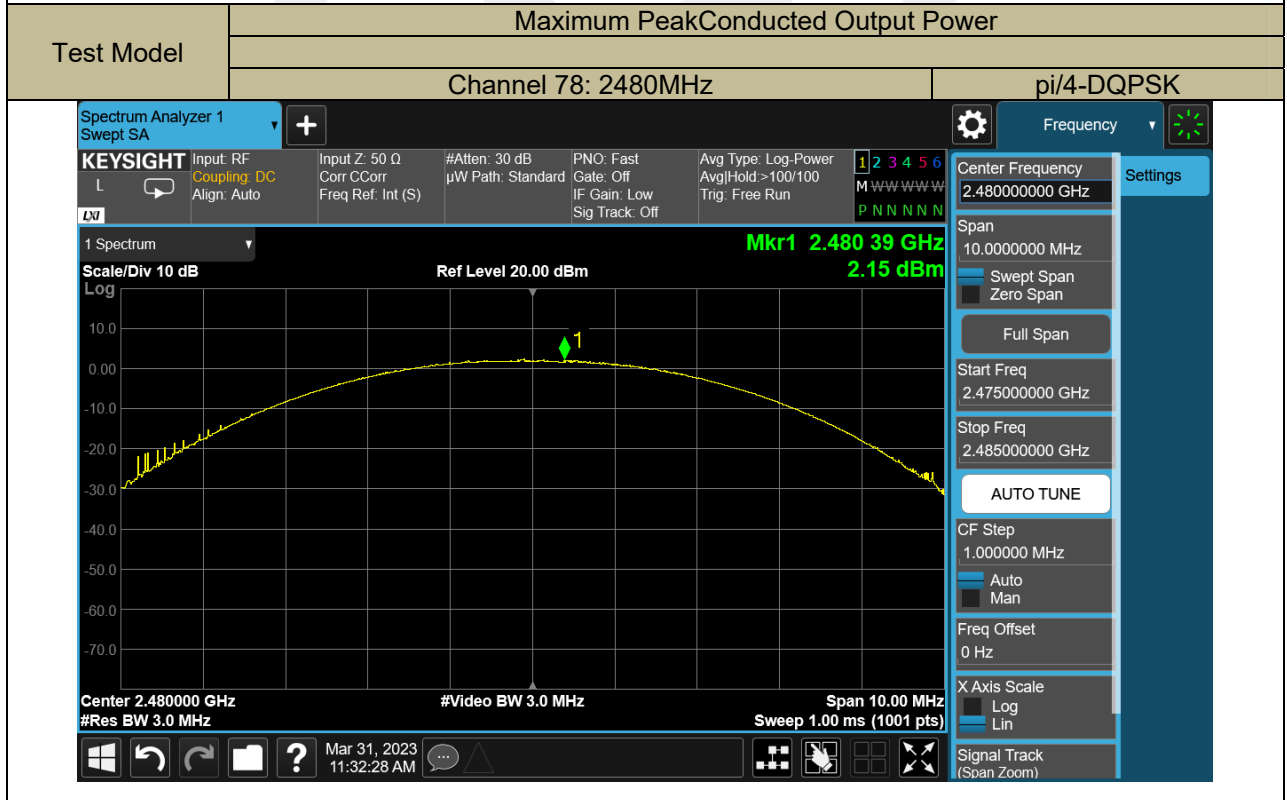 Test Model
Maximum PeakConducted Output Power
Channel 78: 2480MHz
pi/4-DQPSK
Spectrum Analyzer 1
Swept SA
Frequency
KEYSIGHT
L
LXI
Input: RF
Coupling: DC
Align: Auto
Input Z: 50 Ω
Corr CCorr
Freq Ref: Int (S)
#Atten: 30 dB
µW Path: Standard
PNO: Fast
Gate: Off
IF Gain: Low
Sig Track: Off
Avg Type: Log-Power
Avg|Hold:>100/100
Trig: Free Run
1 2 3 4 5 6
M W W W W W
P N N N N N
1 Spectrum
Scale/Div 10 dB
Log
Ref Level 20.00 dBm
Mkr1 2.480 39 GHz
2.15 dBm
1
10.0
0.00
-10.0
-20.0
-30.0
-40.0
-50.0
-60.0
-70.0
Center 2.480000 GHz
#Res BW 3.0 MHz
#Video BW 3.0 MHz
Span 10.00 MHz
Sweep 1.00 ms (1001 pts)
Mar 31, 2023
11:32:28 AM
?
Center Frequency
2.480000000 GHz
Settings
Span
10.0000000 MHz
Swept Span
Zero Span
Full Span
Start Freq
2.475000000 GHz
Stop Freq
2.485000000 GHz
AUTO TUNE
CF Step
1.000000 MHz
Auto
Man
Freq Offset
0 Hz
X Axis Scale
Log
Lin
Signal Track
(Span Zoom)